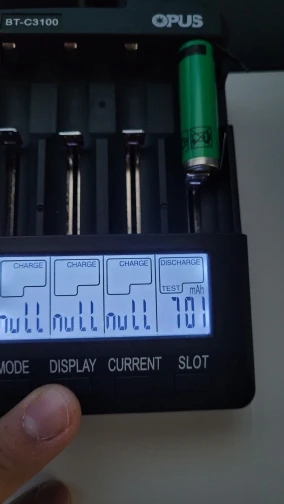 BT-C3100 OPUS
CHARGE CHARGE CHARGE DISCHARGE
TEST mAh
null null null 701
MODE DISPLAY CURRENT SLOT